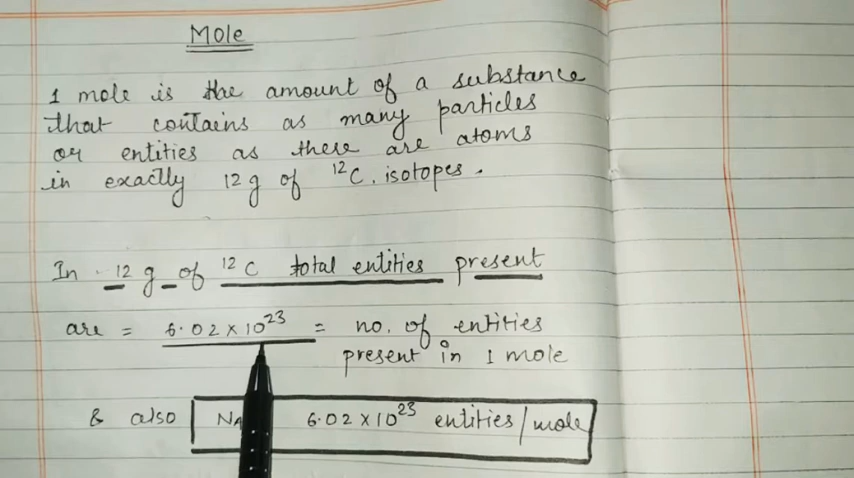 Mole
1 mole is the amount of a substance
that contains as many particles
or entities as there are atoms
in exactly 12 g of ¹²C. isotopes.
In 12 g of ¹²C total entities present
are = 6.02 × 10²³ = no. of entities
present in 1 mole
& also NA 6.02 × 10²³ entities/mole